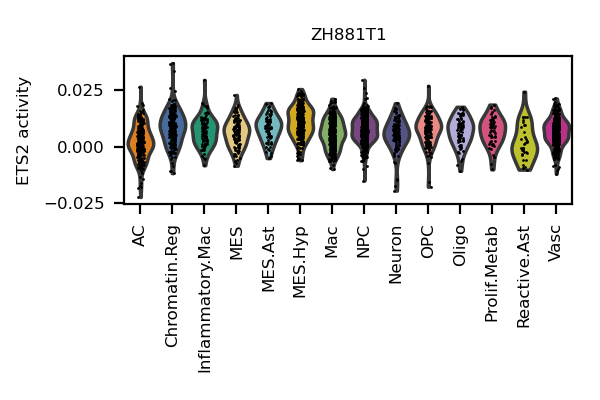 ZH881T1
ETS2 activity
0.025
0.000
−0.025
AC
Chromatin.Reg
Inflammatory.Mac
MES
MES.Ast
MES.Hyp
Mac
NPC
Neuron
OPC
Oligo
Prolif.Metab
Reactive.Ast
Vasc